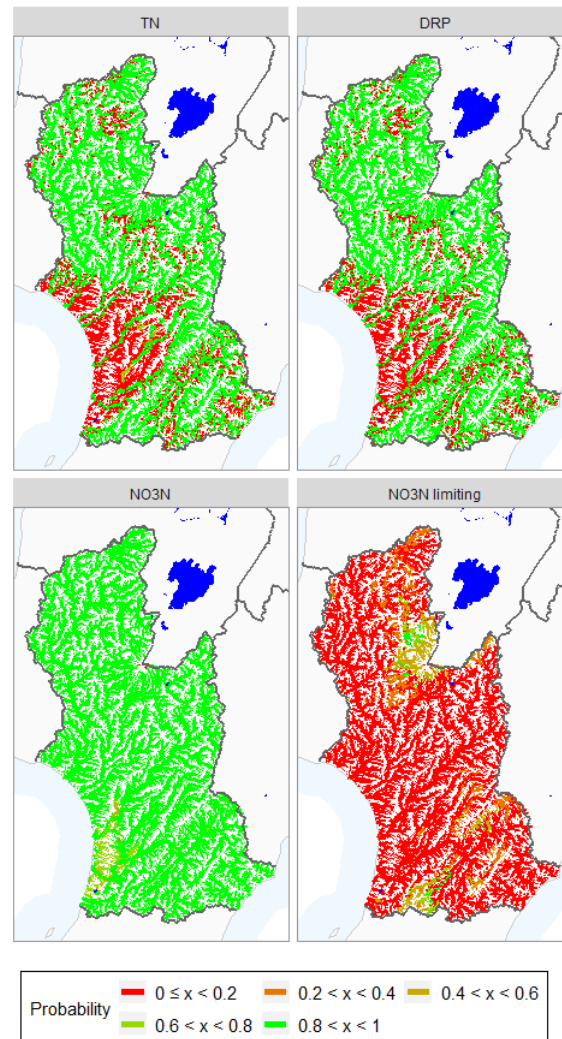 TN
DRP
NO3N
NO3N limiting
Probability
0 ≤ x < 0.2
0.2 < x < 0.4
0.4 < x < 0.6
0.6 < x < 0.8
0.8 < x < 1